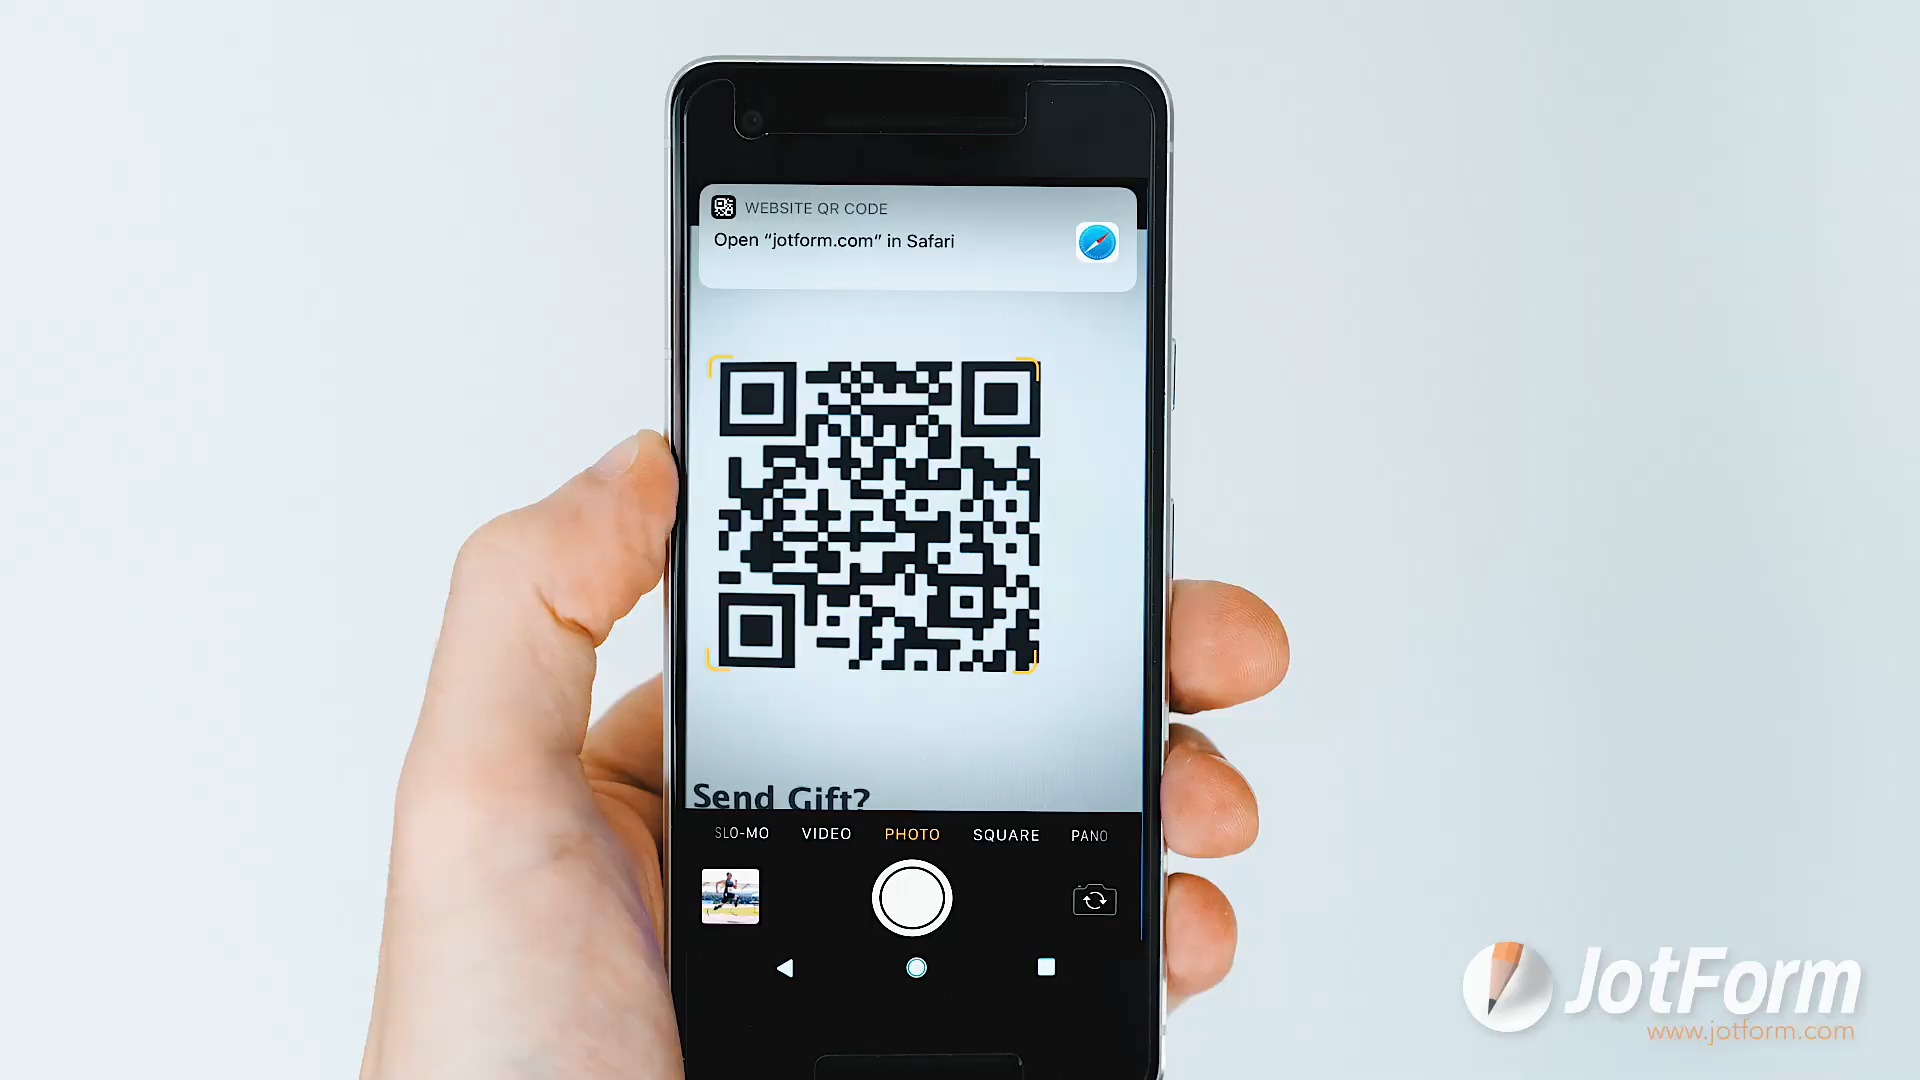 WEBSITE QR CODE
Open “jotform.com” in Safari
Send Gift?
SLO-MO VIDEO PHOTO SQUARE PANO
JotForm
www.jotform.com